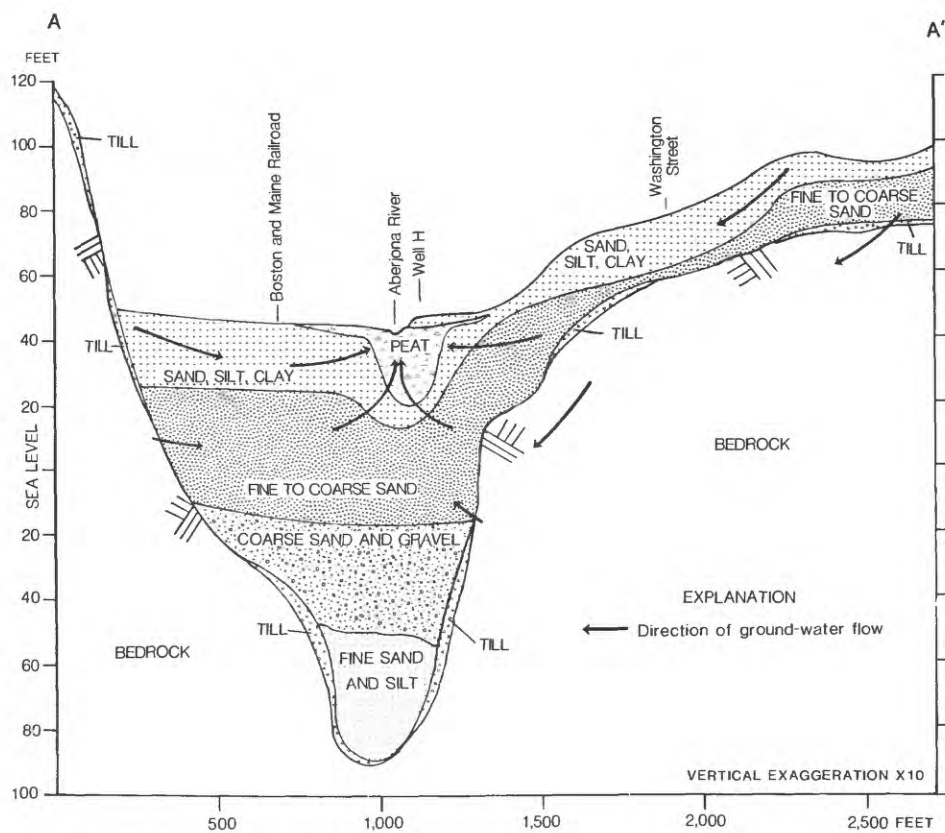 A
A'
FEET
120
100
80
60
40
20
SEA LEVEL
20
40
60
80
100
TILL
Boston and Maine Railroad
Aberjona River
Well H
Washington
Street
FINE TO COARSE
SAND
TILL
SAND,
SILT, CLAY
TILL
PEAT
TILL
SAND, SILT, CLAY
BEDROCK
FINE TO COARSE SAND
COARSE SAND AND GRAVEL
EXPLANATION
Direction of ground-water flow
TILL
TILL
BEDROCK
FINE SAND
AND SILT
VERTICAL EXAGGERATION X10
500
1,000
1,500
2,000
2,500 FEET